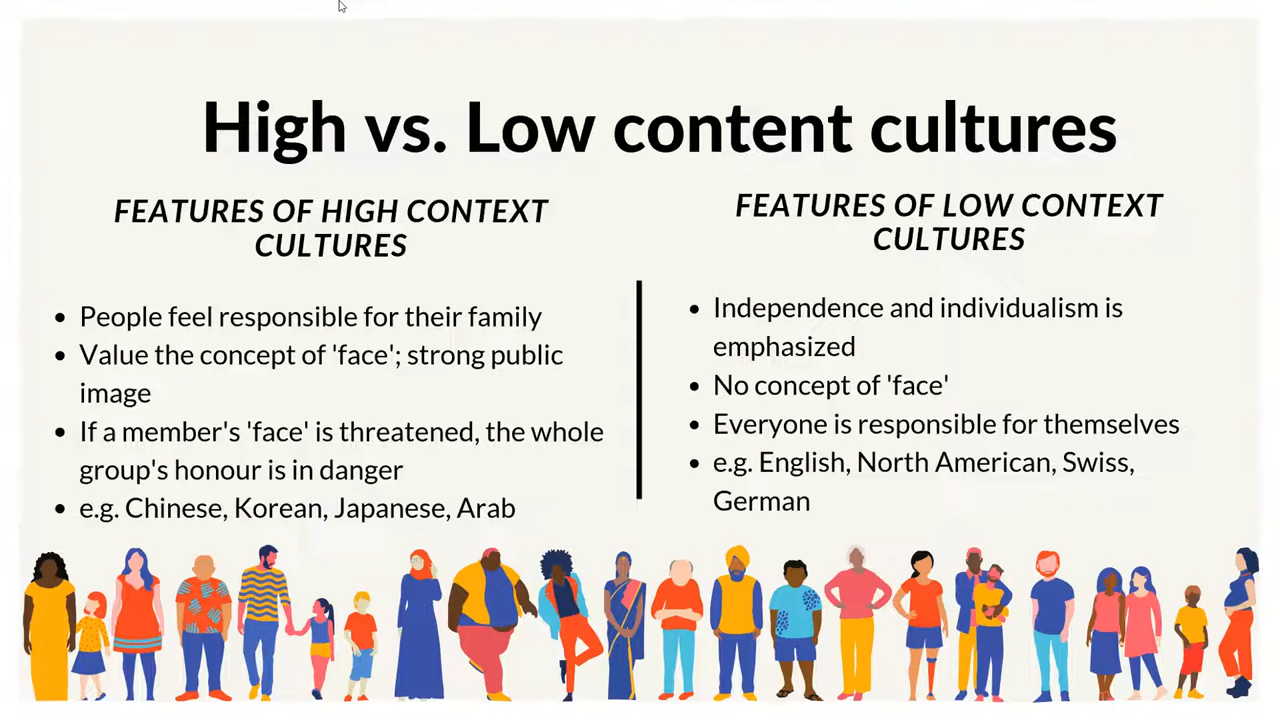 High vs. Low content cultures
FEATURES OF HIGH CONTEXT
CULTURES
• People feel responsible for their family
• Value the concept of 'face'; strong public
image
• If a member's 'face' is threatened, the whole
group's honour is in danger
• e.g. Chinese, Korean, Japanese, Arab
FEATURES OF LOW CONTEXT
CULTURES
• Independence and individualism is
emphasized
• No concept of 'face'
• Everyone is responsible for themselves
• e.g. English, North American, Swiss,
German